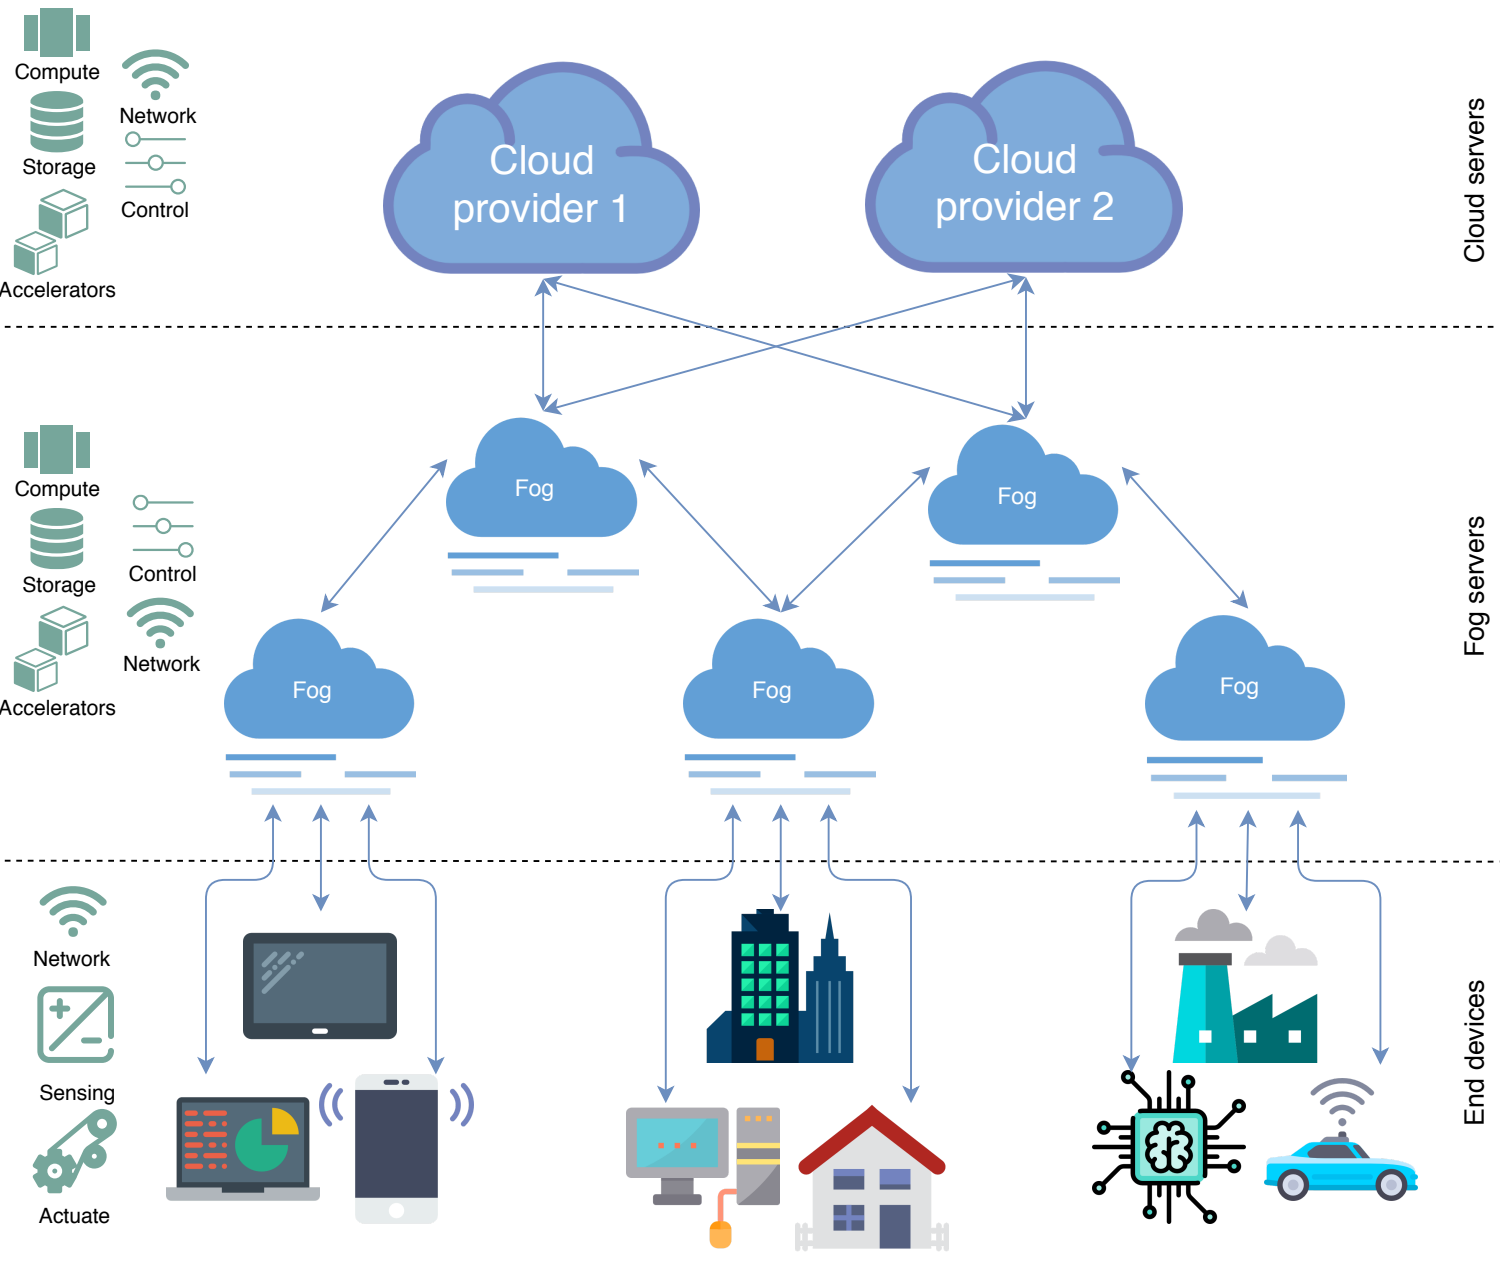 Compute
Network
Storage
Control
Accelerators
Cloud
provider 1
Cloud
provider 2
Cloud servers
Compute
Storage
Control
Accelerators
Network
Fog
Fog
Fog
Fog
Fog
Fog servers
Network
Sensing
Actuate
End devices